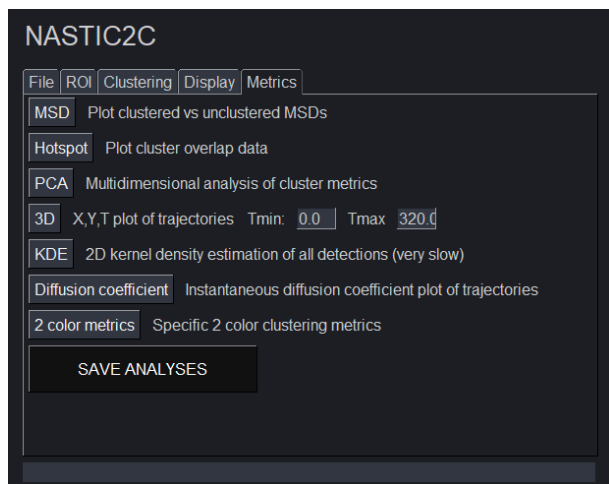 NASTIC2C
File ROI Clustering Display Metrics
MSD Plot clustered vs unclustered MSDs
Hotspot Plot cluster overlap data
PCA Multidimensional analysis of cluster metrics
3D X,Y,T plot of trajectories Tmin: 0.0 Tmax 320.0
KDE 2D kernel density estimation of all detections (very slow)
Diffusion coefficient Instantaneous diffusion coefficient plot of trajectories
2 color metrics Specific 2 color clustering metrics
SAVE ANALYSES